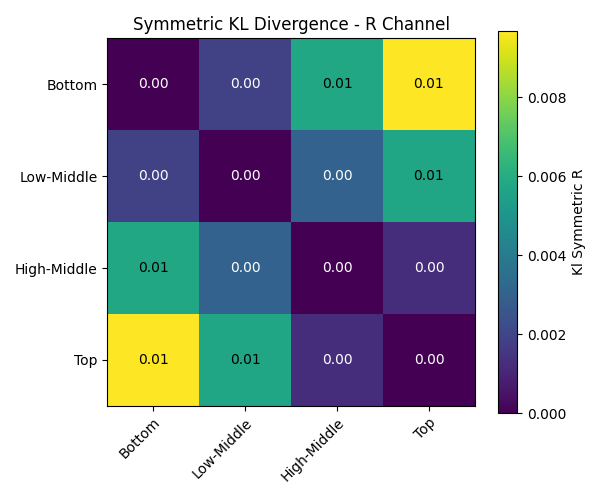 Symmetric KL Divergence - R Channel
Bottom
0.00
0.00
0.01
0.01
Low-Middle
0.00
0.00
0.00
0.01
High-Middle
0.01
0.00
0.00
0.00
Top
0.01
0.01
0.00
0.00
Bottom
Low-Middle
High-Middle
Top
0.008
0.006
0.004
0.002
0.000
Kl Symmetric R